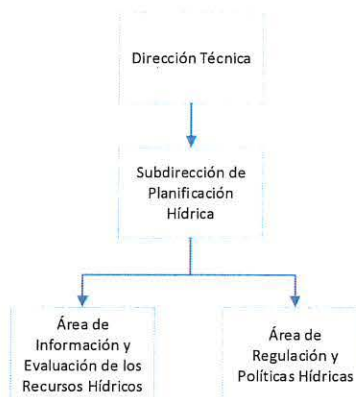 Dirección Técnica
Subdirección de
Planificación
Hídrica
Área de
Información y
Evaluación de los
Recursos Hídricos
Área de
Regulación y
Políticas Hídricas